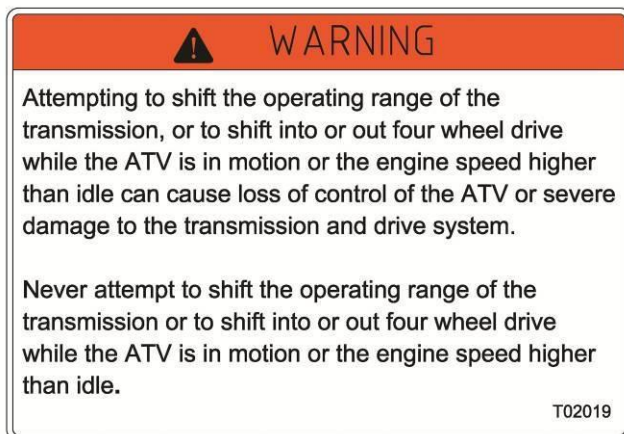 WARNING
Attempting to shift the operating range of the
transmission, or to shift into or out four wheel drive
while the ATV is in motion or the engine speed higher
than idle can cause loss of control of the ATV or severe
damage to the transmission and drive system.
Never attempt to shift the operating range of the
transmission or to shift into or out four wheel drive
while the ATV is in motion or the engine speed higher
than idle.
T02019